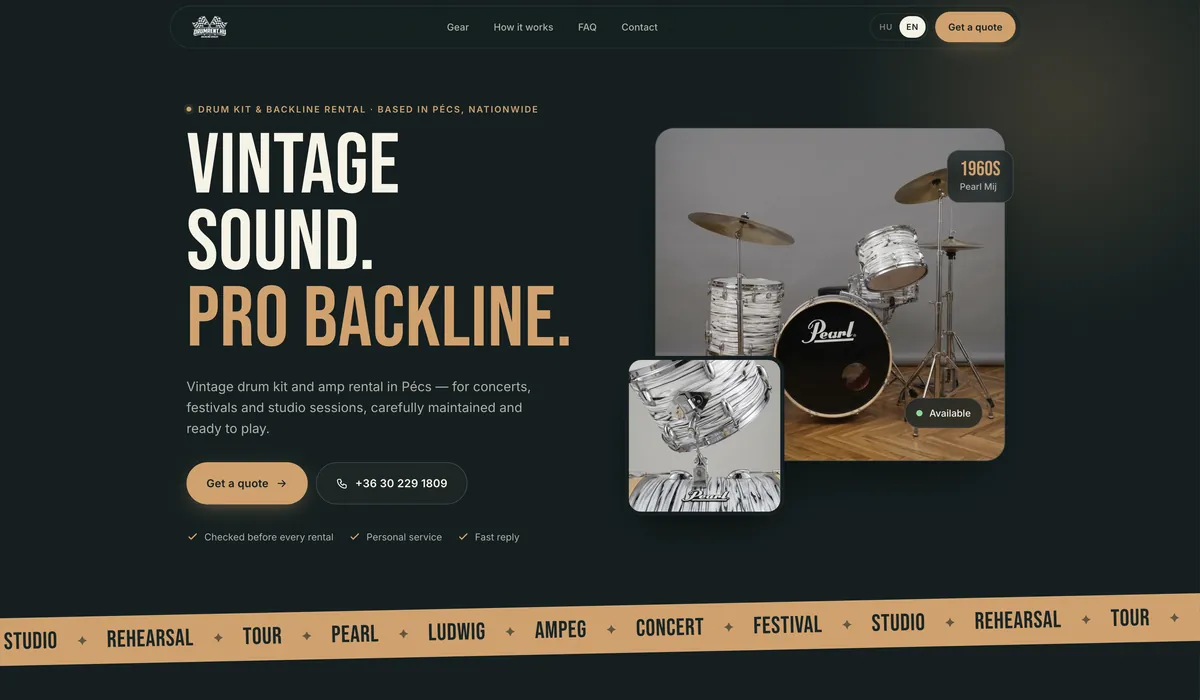 DRUMRENT.HU
Gear
How it works
FAQ
Contact
HU
EN
Get a quote
DRUM KIT & BACKLINE RENTAL · BASED IN PÉCS, NATIONWIDE
VINTAGE
SOUND.
PRO BACKLINE.
1960S
Pearl Mij
Pearl
Available
Pearl
Vintage drum kit and amp rental in Pécs — for concerts,
festivals and studio sessions, carefully maintained and
ready to play.
Get a quote →
+36 30 229 1809
Checked before every rental
Personal service
Fast reply
STUDIO ✦ REHEARSAL ✦ TOUR ✦ PEARL ✦ LUDWIG ✦ AMPEG ✦ CONCERT ✦ FESTIVAL ✦ STUDIO ✦ REHEARSAL ✦ TOUR ✦